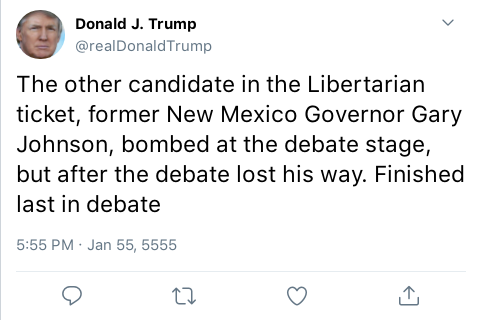 Donald J. Trump
@realDonaldTrump
The other candidate in the Libertarian
ticket, former New Mexico Governor Gary
Johnson, bombed at the debate stage,
but after the debate lost his way. Finished
last in debate
5:55 PM · Jan 55, 5555